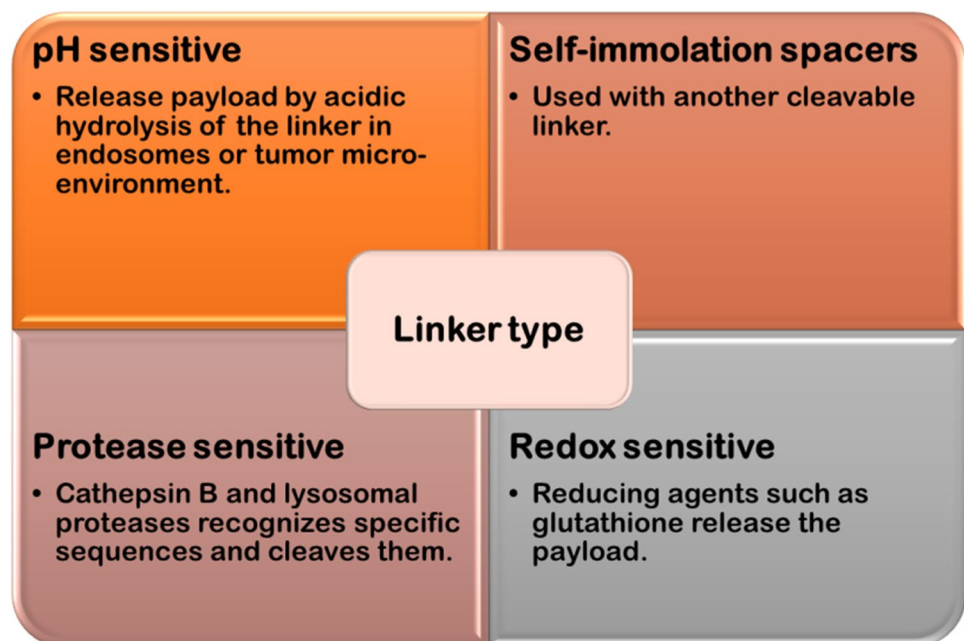 pH sensitive
• Release payload by acidic
hydrolysis of the linker in
endosomes or tumor micro-
environment.
Self-immolation spacers
• Used with another cleavable
linker.
Linker type
Protease sensitive
• Cathepsin B and lysosomal
proteases recognizes specific
sequences and cleaves them.
Redox sensitive
• Reducing agents such as
glutathione release the
payload.